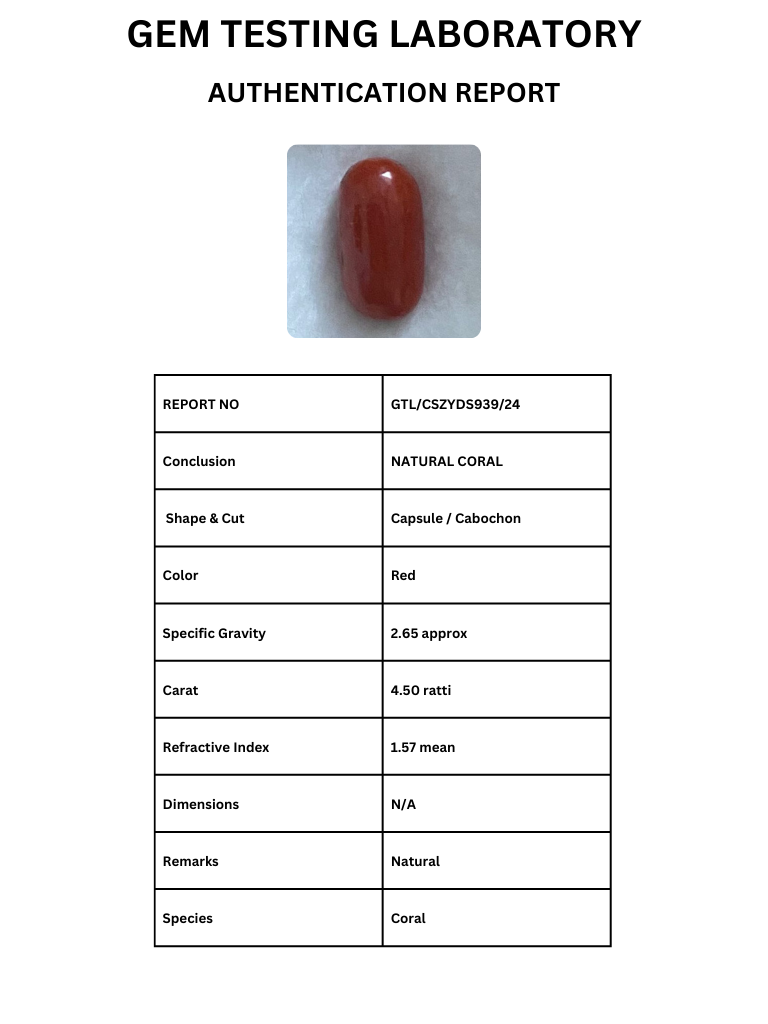 GEM TESTING LABORATORY
AUTHENTICATION REPORT
REPORT NO GTL/CSZYDS939/24
Conclusion NATURAL CORAL
Shape & Cut Capsule / Cabochon
Color Red
Specific Gravity 2.65 approx
Carat 4.50 ratti
Refractive Index 1.57 mean
Dimensions N/A
Remarks Natural
Species Coral